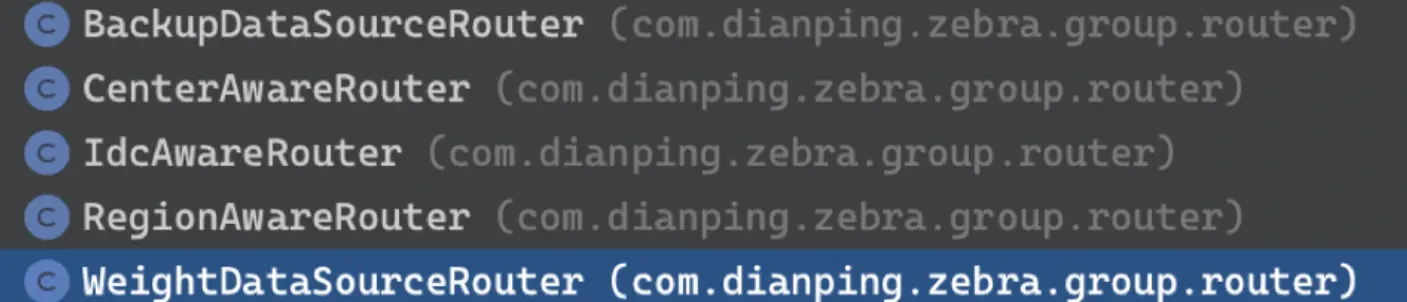 C BackupDataSourceRouter (com.dianping.zebra.group.router)
C CenterAwareRouter (com.dianping.zebra.group.router)
C IdcAwareRouter (com.dianping.zebra.group.router)
C RegionAwareRouter (com.dianping.zebra.group.router)
C WeightDataSourceRouter (com.dianping.zebra.group.router)